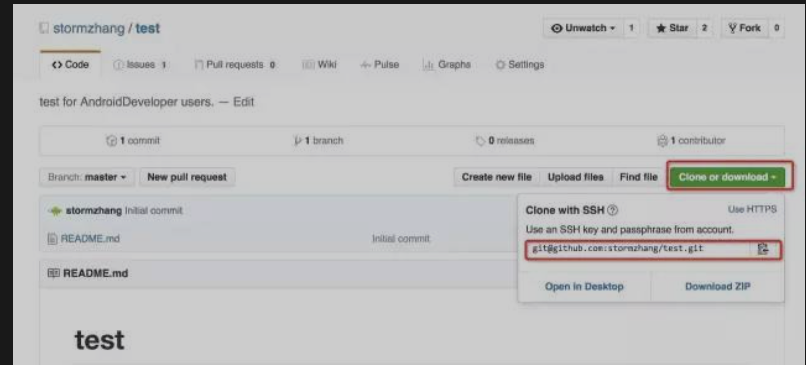 stormzhang / test
Unwatch 1 Star 2 Fork 0
Code Issues 1 Pull requests 0 Wiki Pulse Graphs Settings
test for AndroidDeveloper users. — Edit
1 commit 1 branch 0 releases 1 contributor
Branch: master New pull request Create new file Upload files Find file Clone or download
stormzhang Initial commit
Clone with SSH Use HTTPS
Use an SSH key and passphrase from account.
README.md Initial commit
git@github.com:stormzhang/test.git
README.md
Open in Desktop Download ZIP
test